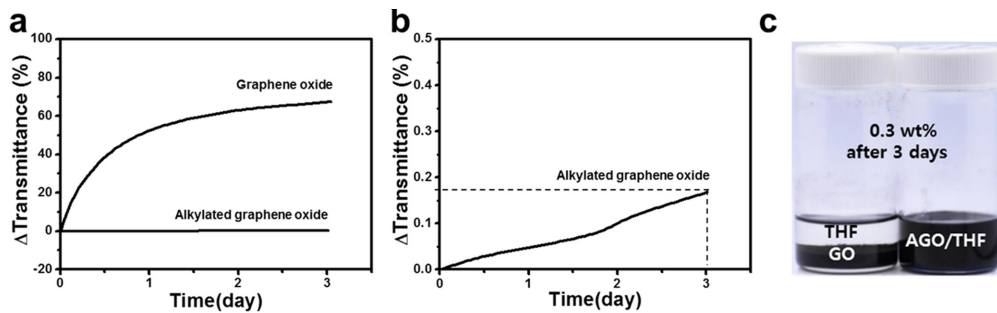 a
100
80
60
40
20
0
-20
ΔTransmittance (%)
Graphene oxide
Alkylated graphene oxide
0
1
2
3
Time(day)
b
0.5
0.4
0.3
0.2
0.1
0.0
ΔTransmittance (%)
Alkylated graphene oxide
0
1
2
3
Time(day)
c
0.3 wt%
after 3 days
THF
GO
AGO/THF